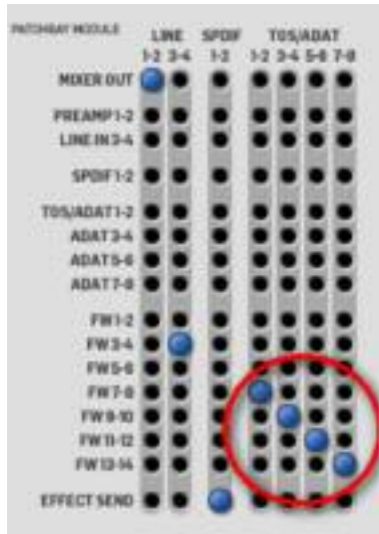 PATCHBAY MODULE
LINE SPDIF TOS/ADAT
1-2 3-4 1-2 1-2 3-4 5-6 7-8
MIXER OUT
PREAMP 1-2
LINE IN 3-4
SPDIF 1-2
TOS/ADAT 1-2
ADAT 3-4
ADAT 5-6
ADAT 7-8
FW 1-2
FW 3-4
FW 5-6
FW 7-8
FW 9-10
FW 11-12
FW 13-14
EFFECT SEND